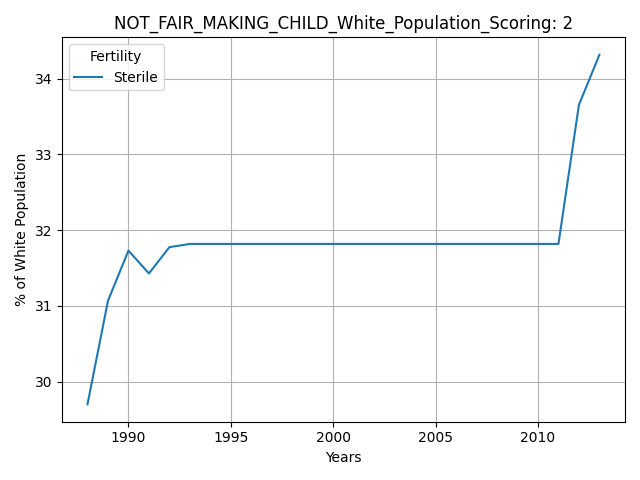 NOT_FAIR_MAKING_CHILD_White_Population_Scoring: 2
Fertility
Sterile
% of White Population
34
33
32
31
30
1990 1995 2000 2005 2010
Years